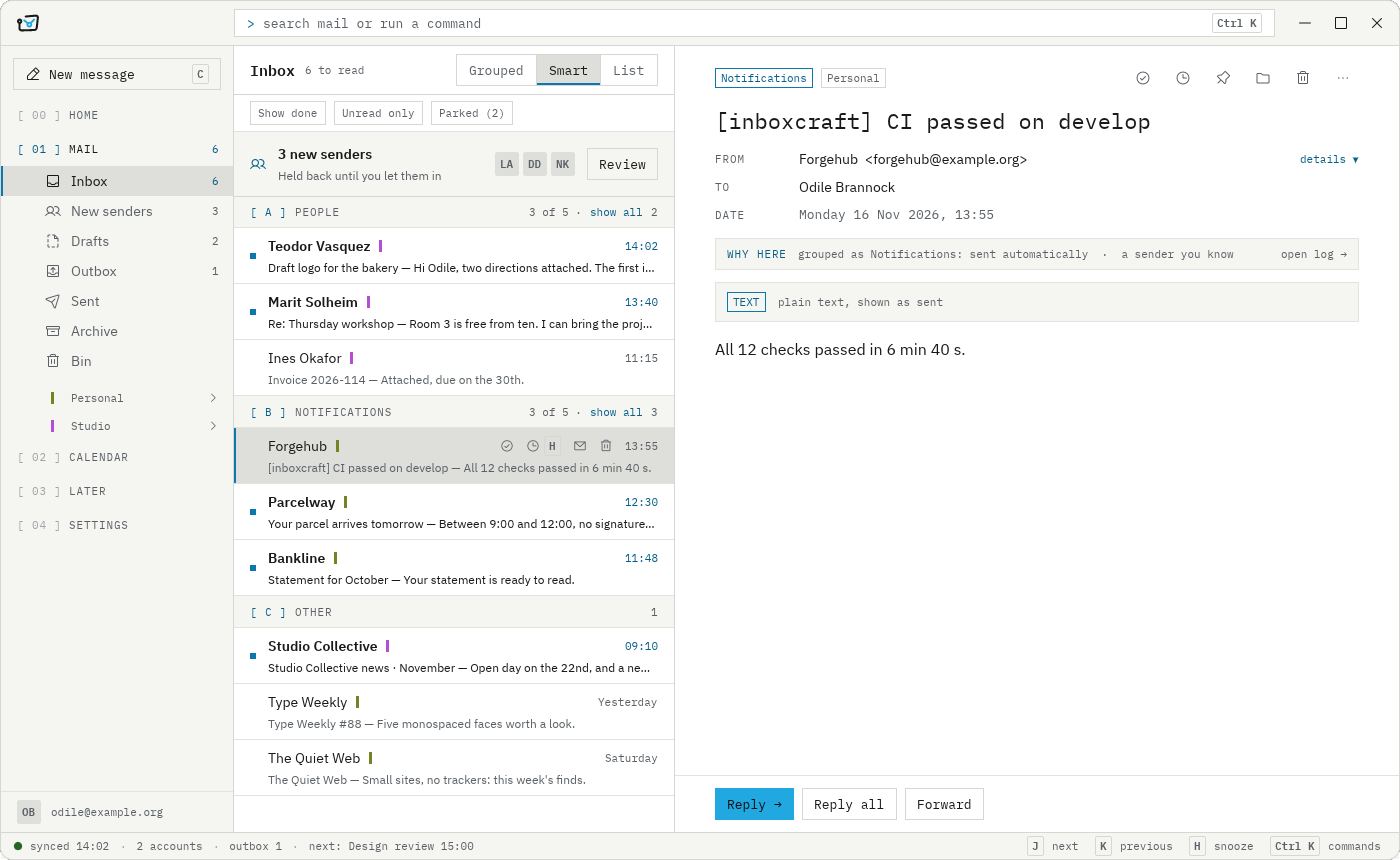 > search mail or run a command Ctrl K
New message C
[ 00 ] HOME
[ 01 ] MAIL 6
Inbox 6
New senders 3
Drafts 2
Outbox 1
Sent
Archive
Bin
Personal
Studio
[ 02 ] CALENDAR
[ 03 ] LATER
[ 04 ] SETTINGS
OB odile@example.org
Inbox 6 to read Grouped Smart List
Show done Unread only Parked (2)
3 new senders
Held back until you let them in
LA DD NK Review
[ A ] PEOPLE 3 of 5 · show all 2
Teodor Vasquez 14:02
Draft logo for the bakery — Hi Odile, two directions attached. The first i…
Marit Solheim 13:40
Re: Thursday workshop — Room 3 is free from ten. I can bring the proj…
Ines Okafor 11:15
Invoice 2026-114 — Attached, due on the 30th.
[ B ] NOTIFICATIONS 3 of 5 · show all 3
Forgehub H 13:55
[inboxcraft] CI passed on develop — All 12 checks passed in 6 min 40 s.
Parcelway 12:30
Your parcel arrives tomorrow — Between 9:00 and 12:00, no signature…
Bankline 11:48
Statement for October — Your statement is ready to read.
[ C ] OTHER 1
Studio Collective 09:10
Studio Collective news · November — Open day on the 22nd, and a ne…
Type Weekly Yesterday
Type Weekly #88 — Five monospaced faces worth a look.
The Quiet Web Saturday
The Quiet Web — Small sites, no trackers: this week's finds.
Notifications Personal
[inboxcraft] CI passed on develop
FROM Forgehub <forgehub@example.org> details ▾
TO Odile Brannock
DATE Monday 16 Nov 2026, 13:55
WHY HERE grouped as Notifications: sent automatically · a sender you know open log →
TEXT plain text, shown as sent
All 12 checks passed in 6 min 40 s.
Reply → Reply all Forward
synced 14:02 · 2 accounts · outbox 1 · next: Design review 15:00 J next K previous H snooze Ctrl K commands